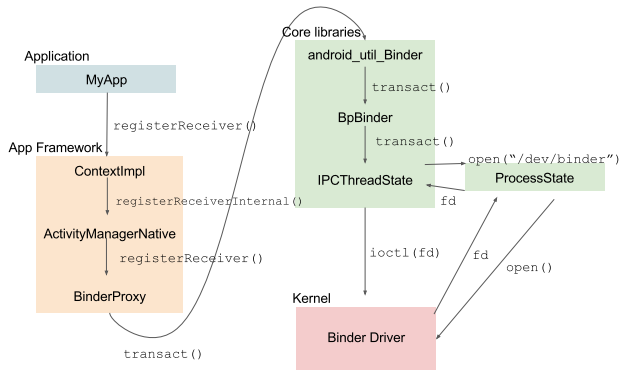 Application
MyApp
registerReceiver()
App Framework
ContextImpl
registerReceiverInternal()
ActivityManagerNative
registerReceiver()
BinderProxy
transact()
Core libraries
android_util_Binder
transact()
BpBinder
transact()
IPCThreadState
open(“/dev/binder”)
ProcessState
fd
ioctl(fd)
fd
open()
Kernel
Binder Driver